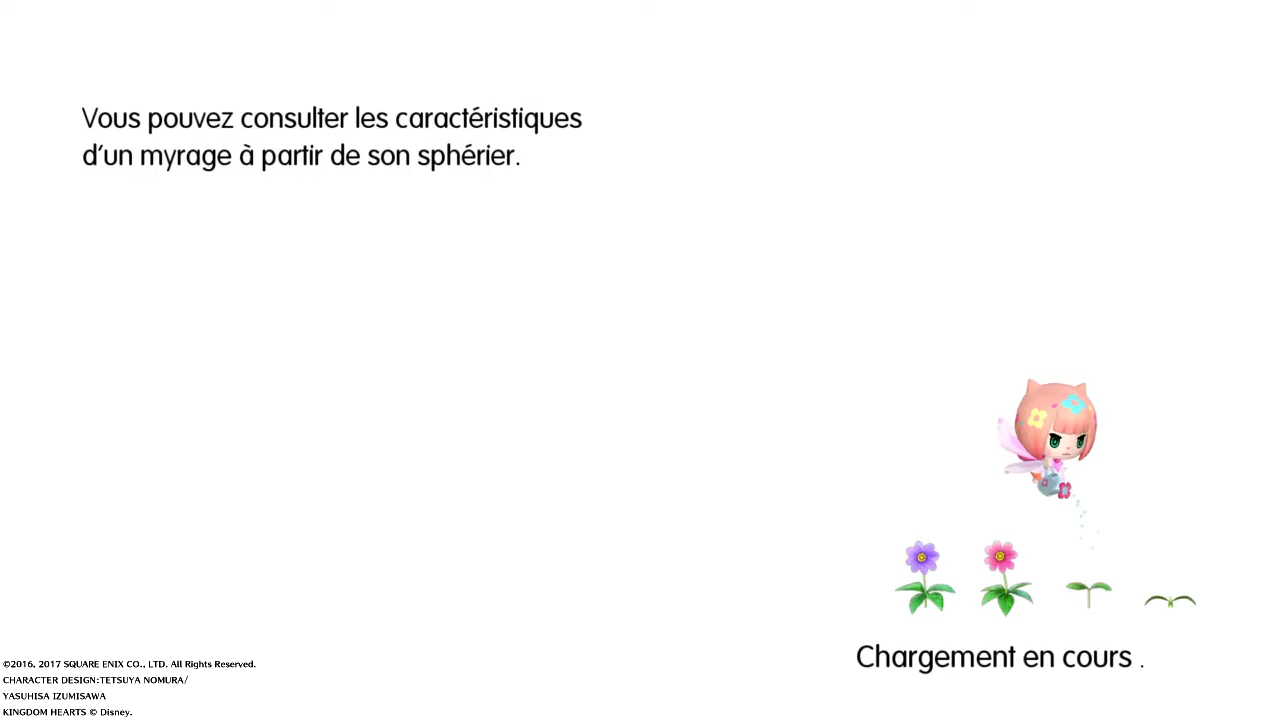 Vous pouvez consulter les caractéristiques
d'un myrage à partir de son sphérier.
Chargement en cours .
©2016, 2017 SQUARE ENIX CO., LTD. All Rights Reserved.
CHARACTER DESIGN:TETSUYA NOMURA/
YASUHISA IZUMISAWA
KINGDOM HEARTS © Disney.